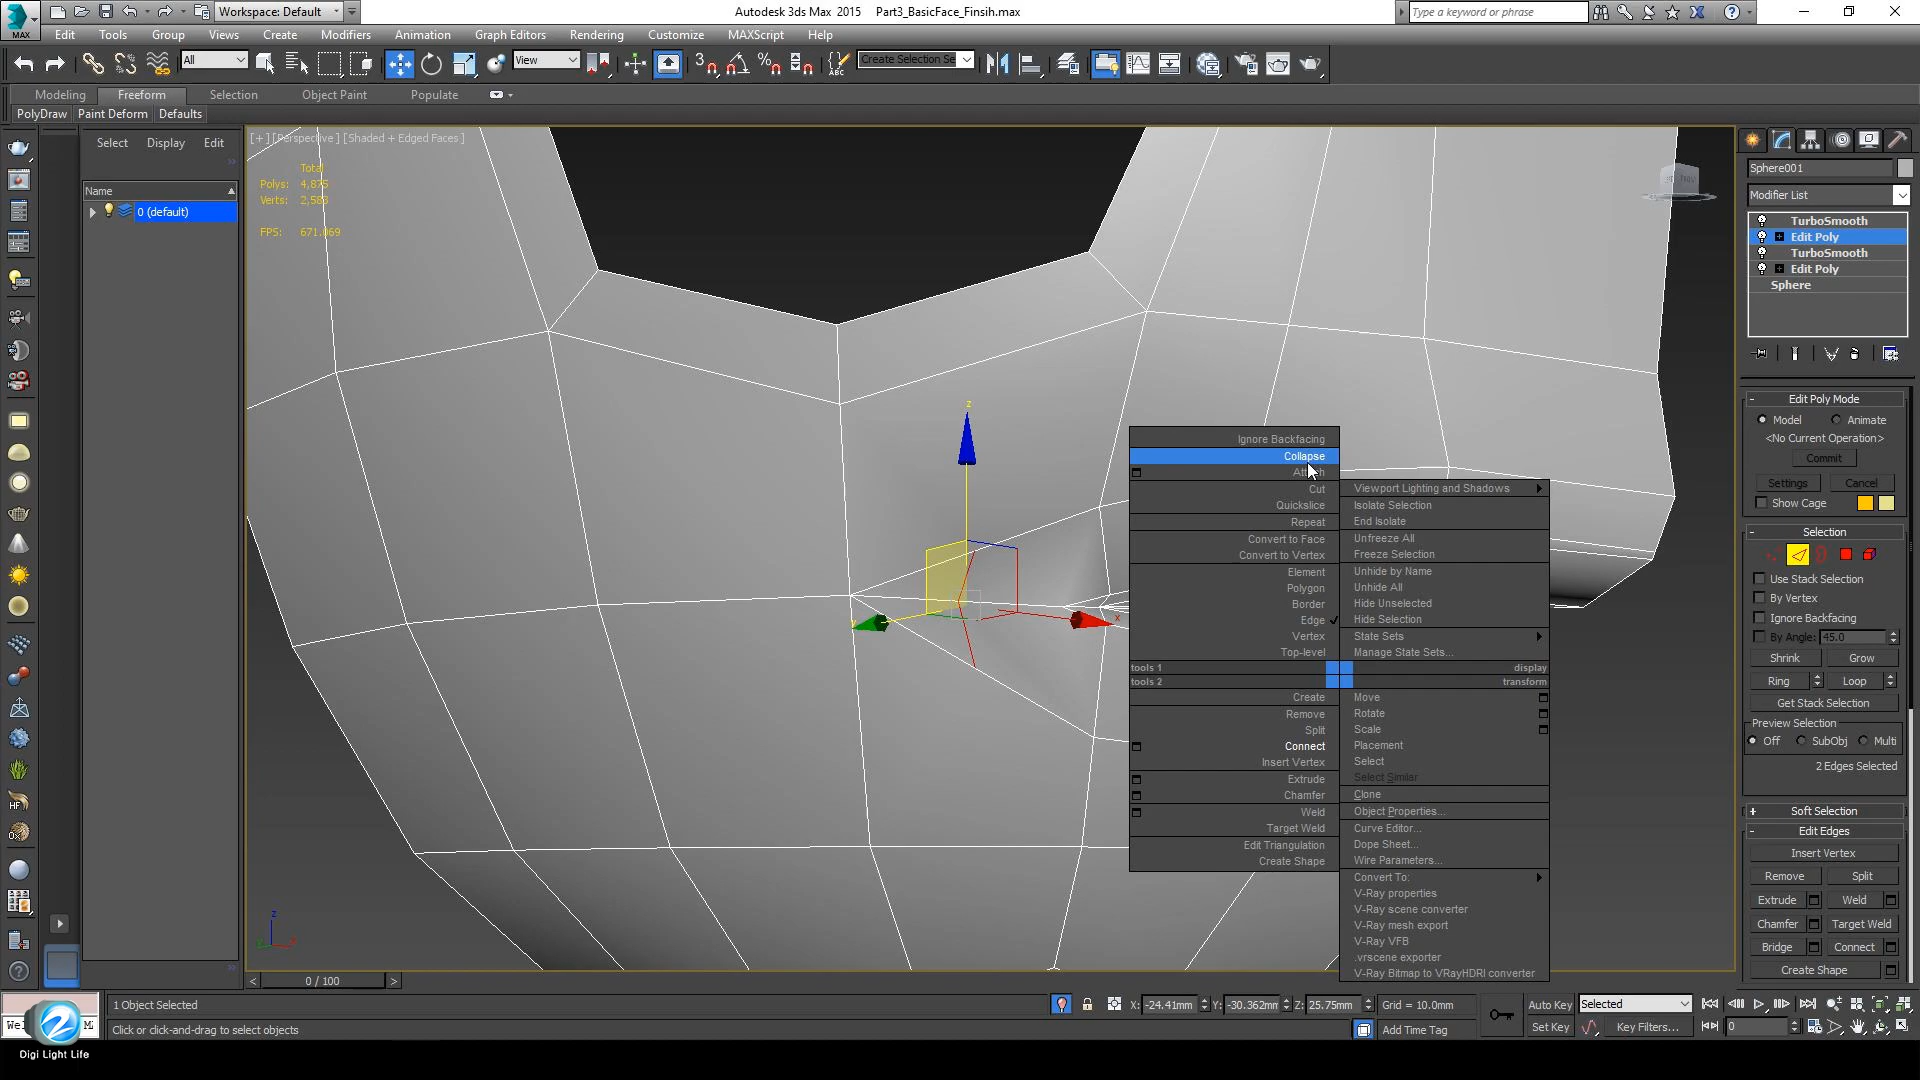 Workspace: Default
Autodesk 3ds Max 2015    Part3_BasicFace_Finsih.max
Type a keyword or phrase
MAX
Edit Tools Group Views Create Modifiers Animation Graph Editors Rendering Customize MAXScript Help
All
View
Create Selection Se
Modeling Freeform Selection Object Paint Populate
PolyDraw Paint Deform Defaults
Select Display Edit
Name
0 (default)
[+] [Perspective] [Shaded + Edged Faces]
Total
Polys: 4,875
Verts: 2,583
FPS: 671.069
z
x
Ignore Backfacing
Collapse
Attach
Cut
Quickslice
Repeat
Convert to Face
Convert to Vertex
Element
Polygon
Border
Edge
Vertex
Top-level
tools 1
tools 2
Create
Remove
Split
Connect
Insert Vertex
Extrude
Chamfer
Weld
Target Weld
Edit Triangulation
Create Shape
Viewport Lighting and Shadows
Isolate Selection
End Isolate
Unfreeze All
Freeze Selection
Unhide by Name
Unhide All
Hide Unselected
Hide Selection
State Sets
Manage State Sets...
display
transform
Move
Rotate
Scale
Placement
Select
Select Similar
Clone
Object Properties...
Curve Editor...
Dope Sheet...
Wire Parameters...
Convert To:
V-Ray properties
V-Ray scene converter
V-Ray mesh export
V-Ray VFB
.vrscene exporter
V-Ray Bitmap to VRayHDRI converter
Sphere001
Modifier List
TurboSmooth
Edit Poly
TurboSmooth
Edit Poly
Sphere
Edit Poly Mode
Model Animate
<No Current Operation>
Commit
Settings Cancel
Show Cage
Selection
Use Stack Selection
By Vertex
Ignore Backfacing
By Angle: 45.0
Shrink Grow
Ring Loop
Get Stack Selection
Preview Selection
Off SubObj Multi
2 Edges Selected
Soft Selection
Edit Edges
Insert Vertex
Remove Split
Extrude Weld
Chamfer Target Weld
Bridge Connect
Create Shape
HF
z
0 / 100
1 Object Selected
X: -24.41mm Y: -30.362mm Z: 25.75mm Grid = 10.0mm
Auto Key Selected
Click or click-and-drag to select objects
Add Time Tag
Set Key Key Filters... 0
Digi Light Life